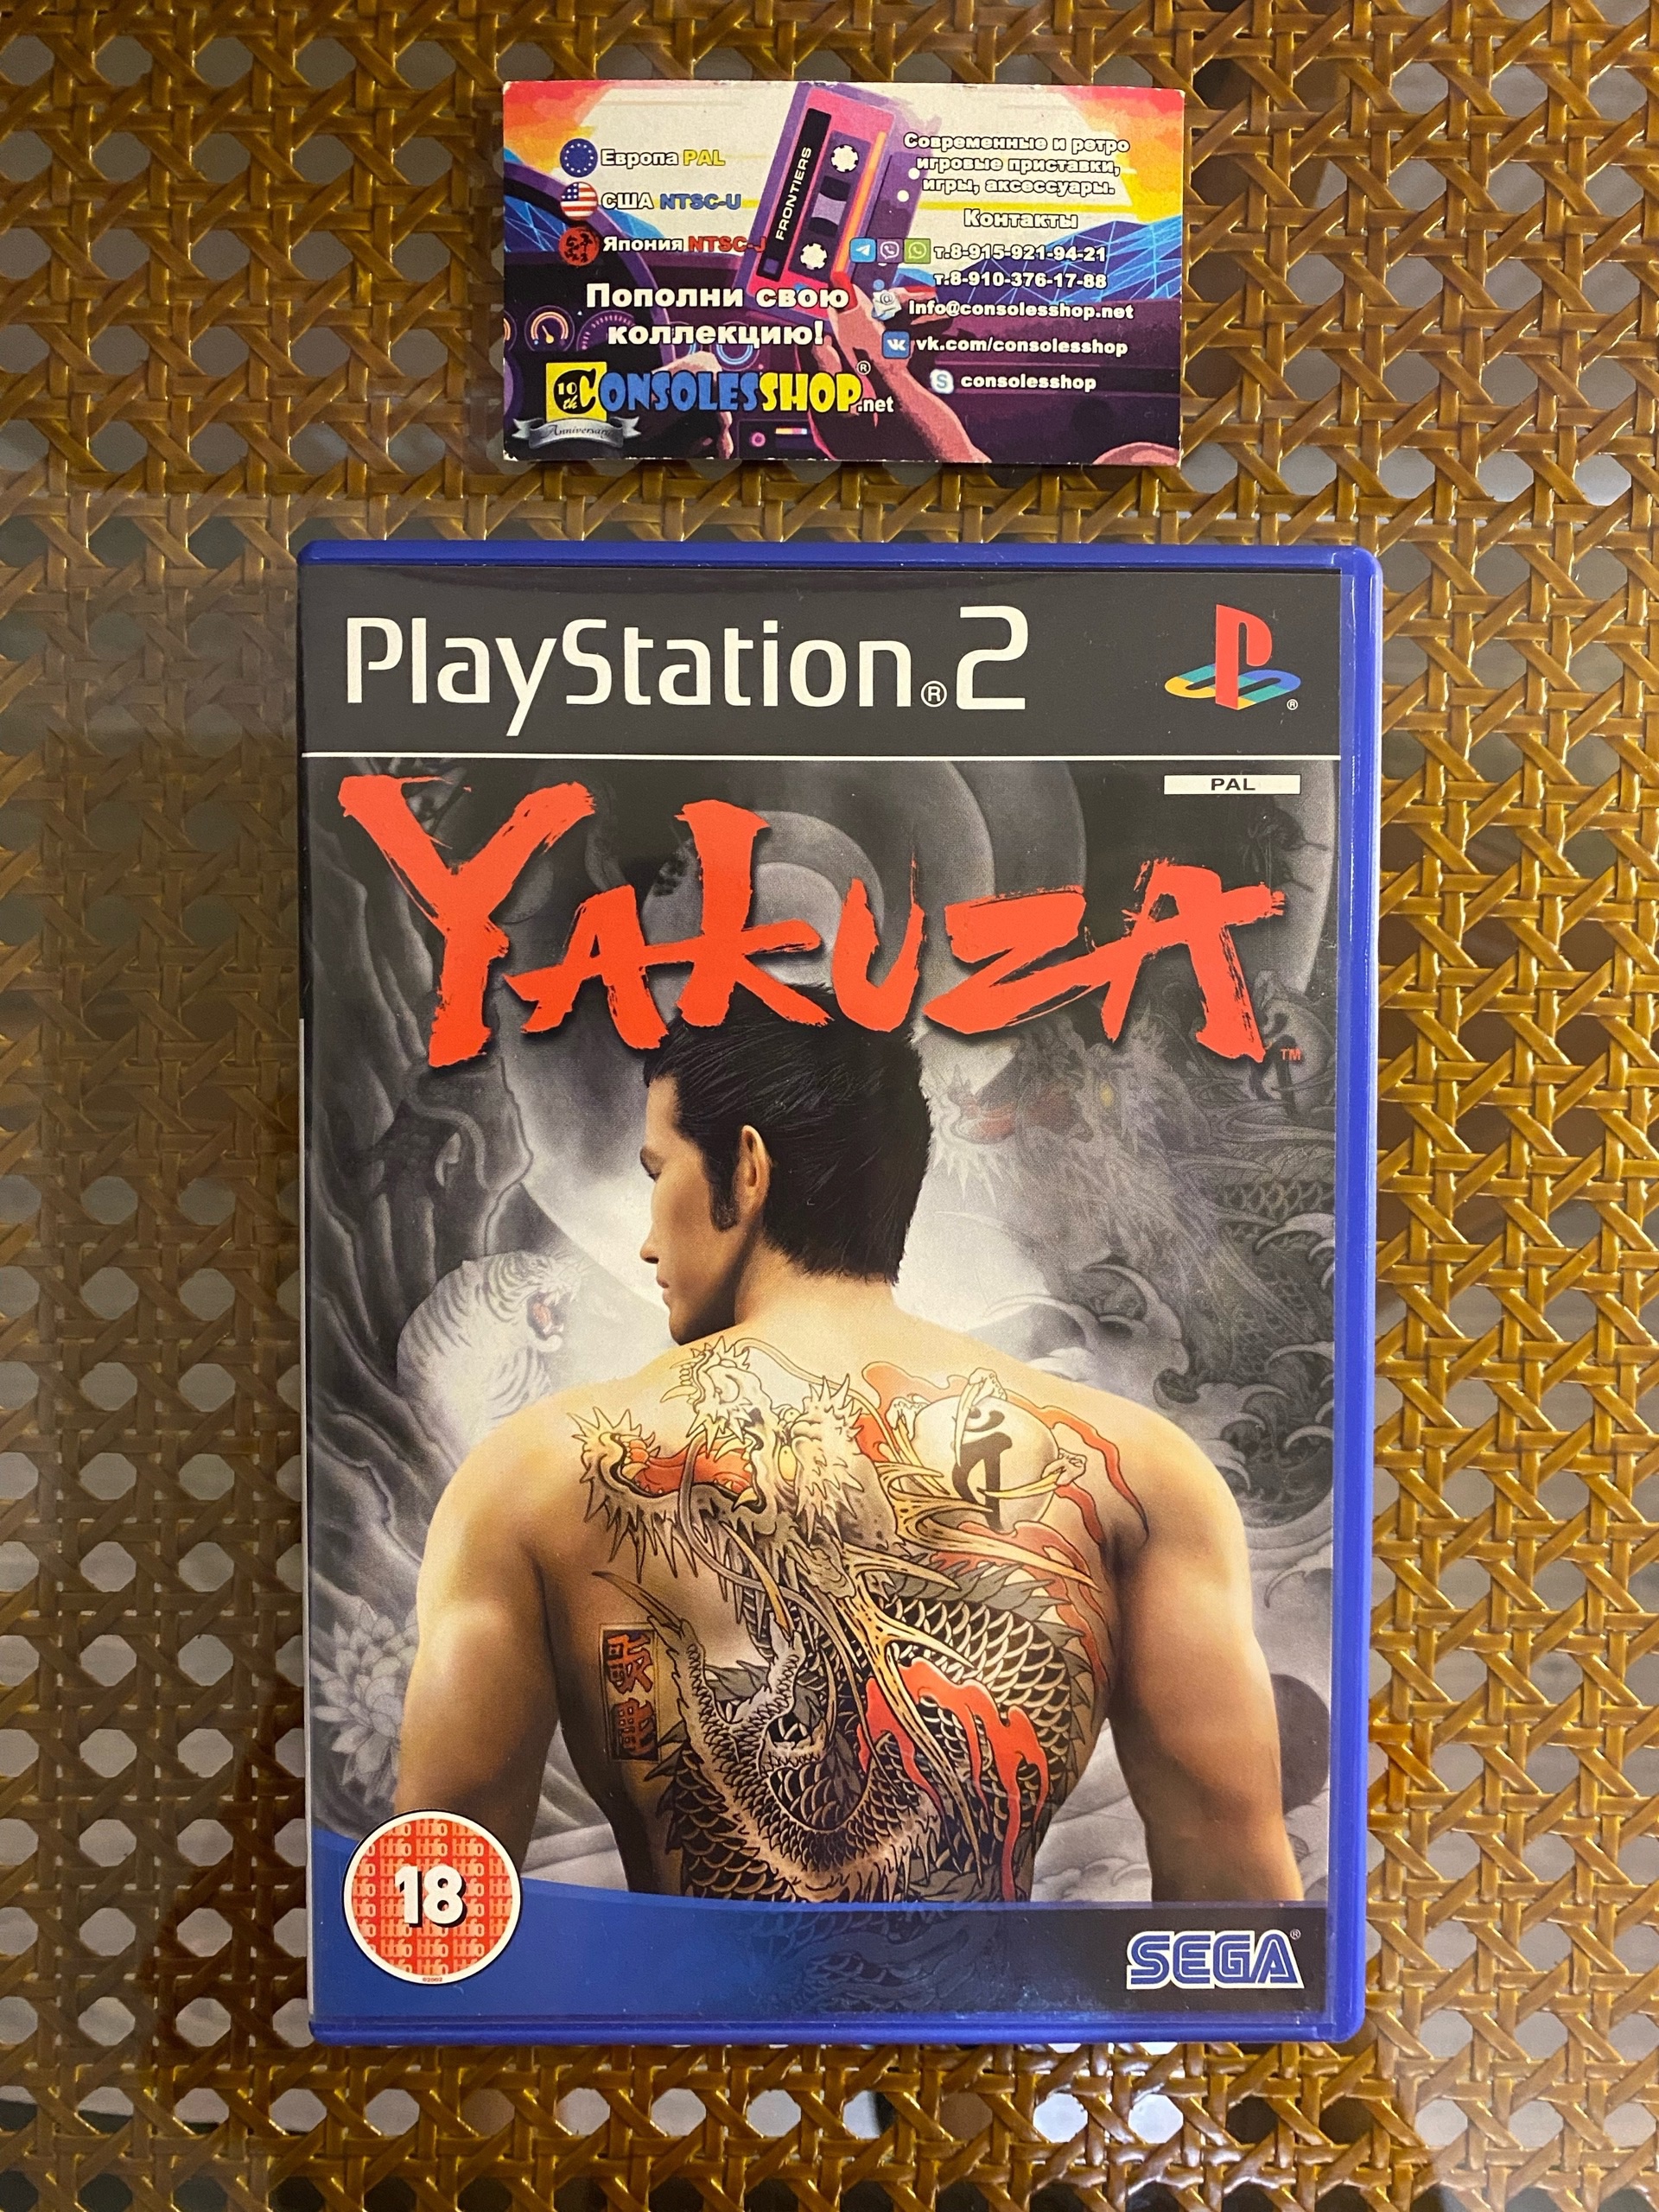 Европа PAL
США NTSC-U
Япония NTSC-J
Пополни свою
коллекцию!
10th
CONSOLESSHOP®.net
Anniversary
FRONTIERS
Современные и ретро
игровые приставки,
игры, аксессуары.
Контакты
т.8-915-921-94-21
т.8-910-376-17-88
info@consolesshop.net
vk.com/consolesshop
consolesshop
PlayStation®2
PAL
YAKUZA™
18
SEGA®